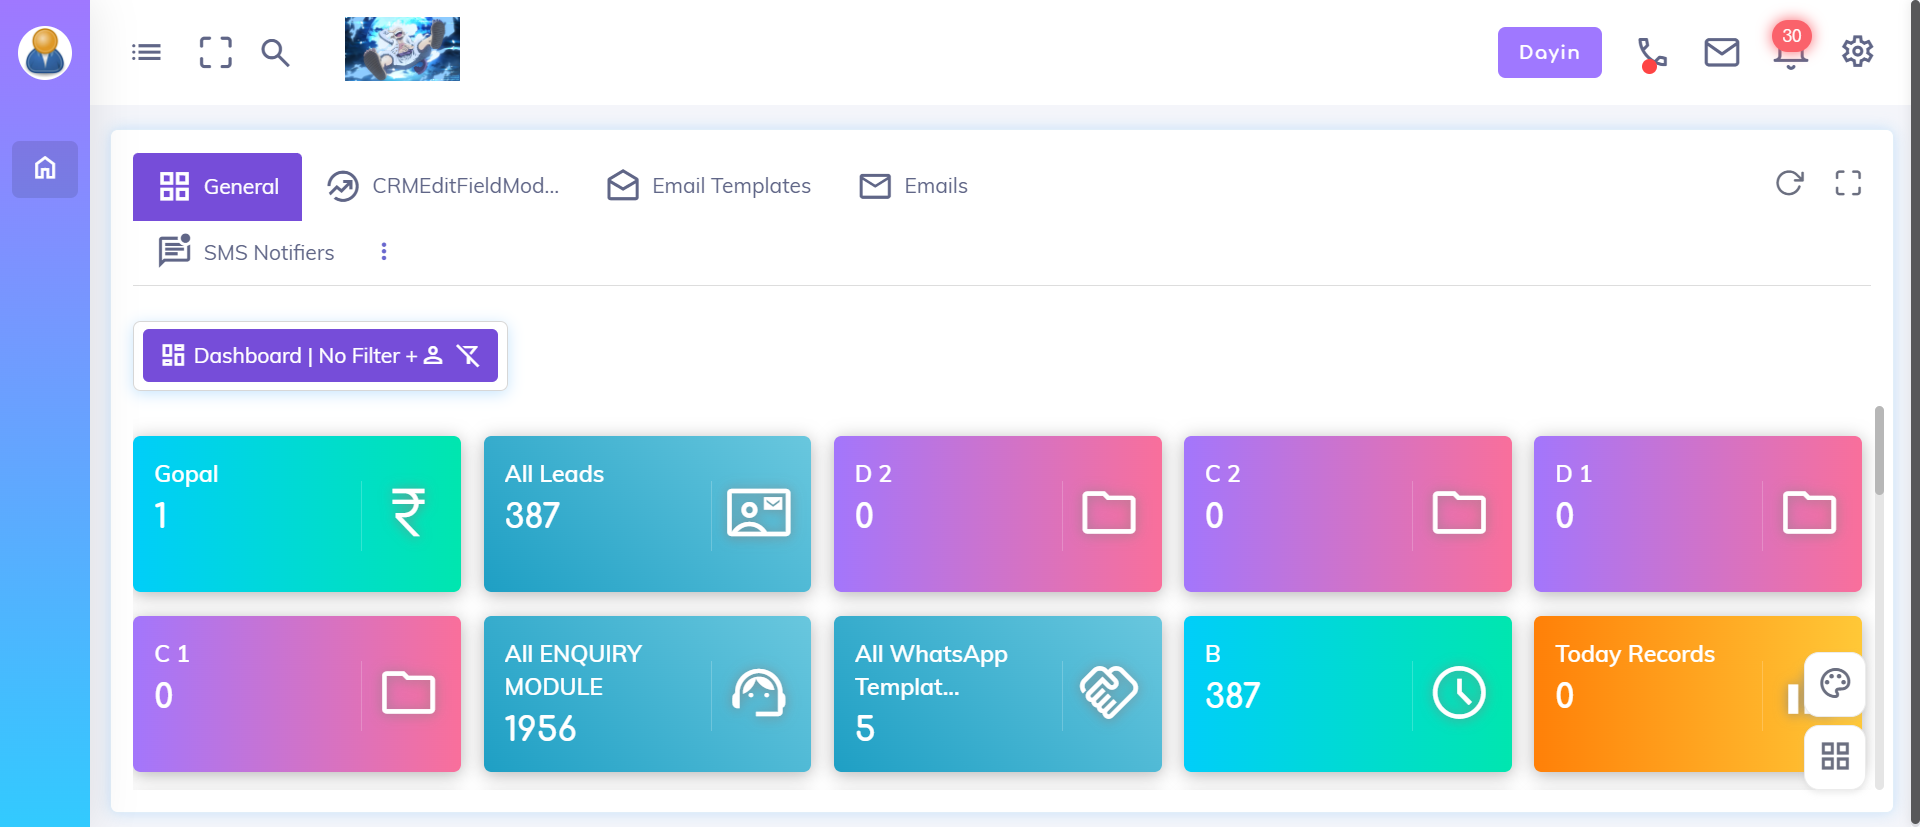 Dayin
30
General
CRMEditFieldMod...
Email Templates
Emails
SMS Notifiers
Dashboard | No Filter +
Gopal
1
All Leads
387
D 2
0
C 2
0
D 1
0
C 1
0
All ENQUIRY
MODULE
1956
All WhatsApp
Templat...
5
B
387
Today Records
0